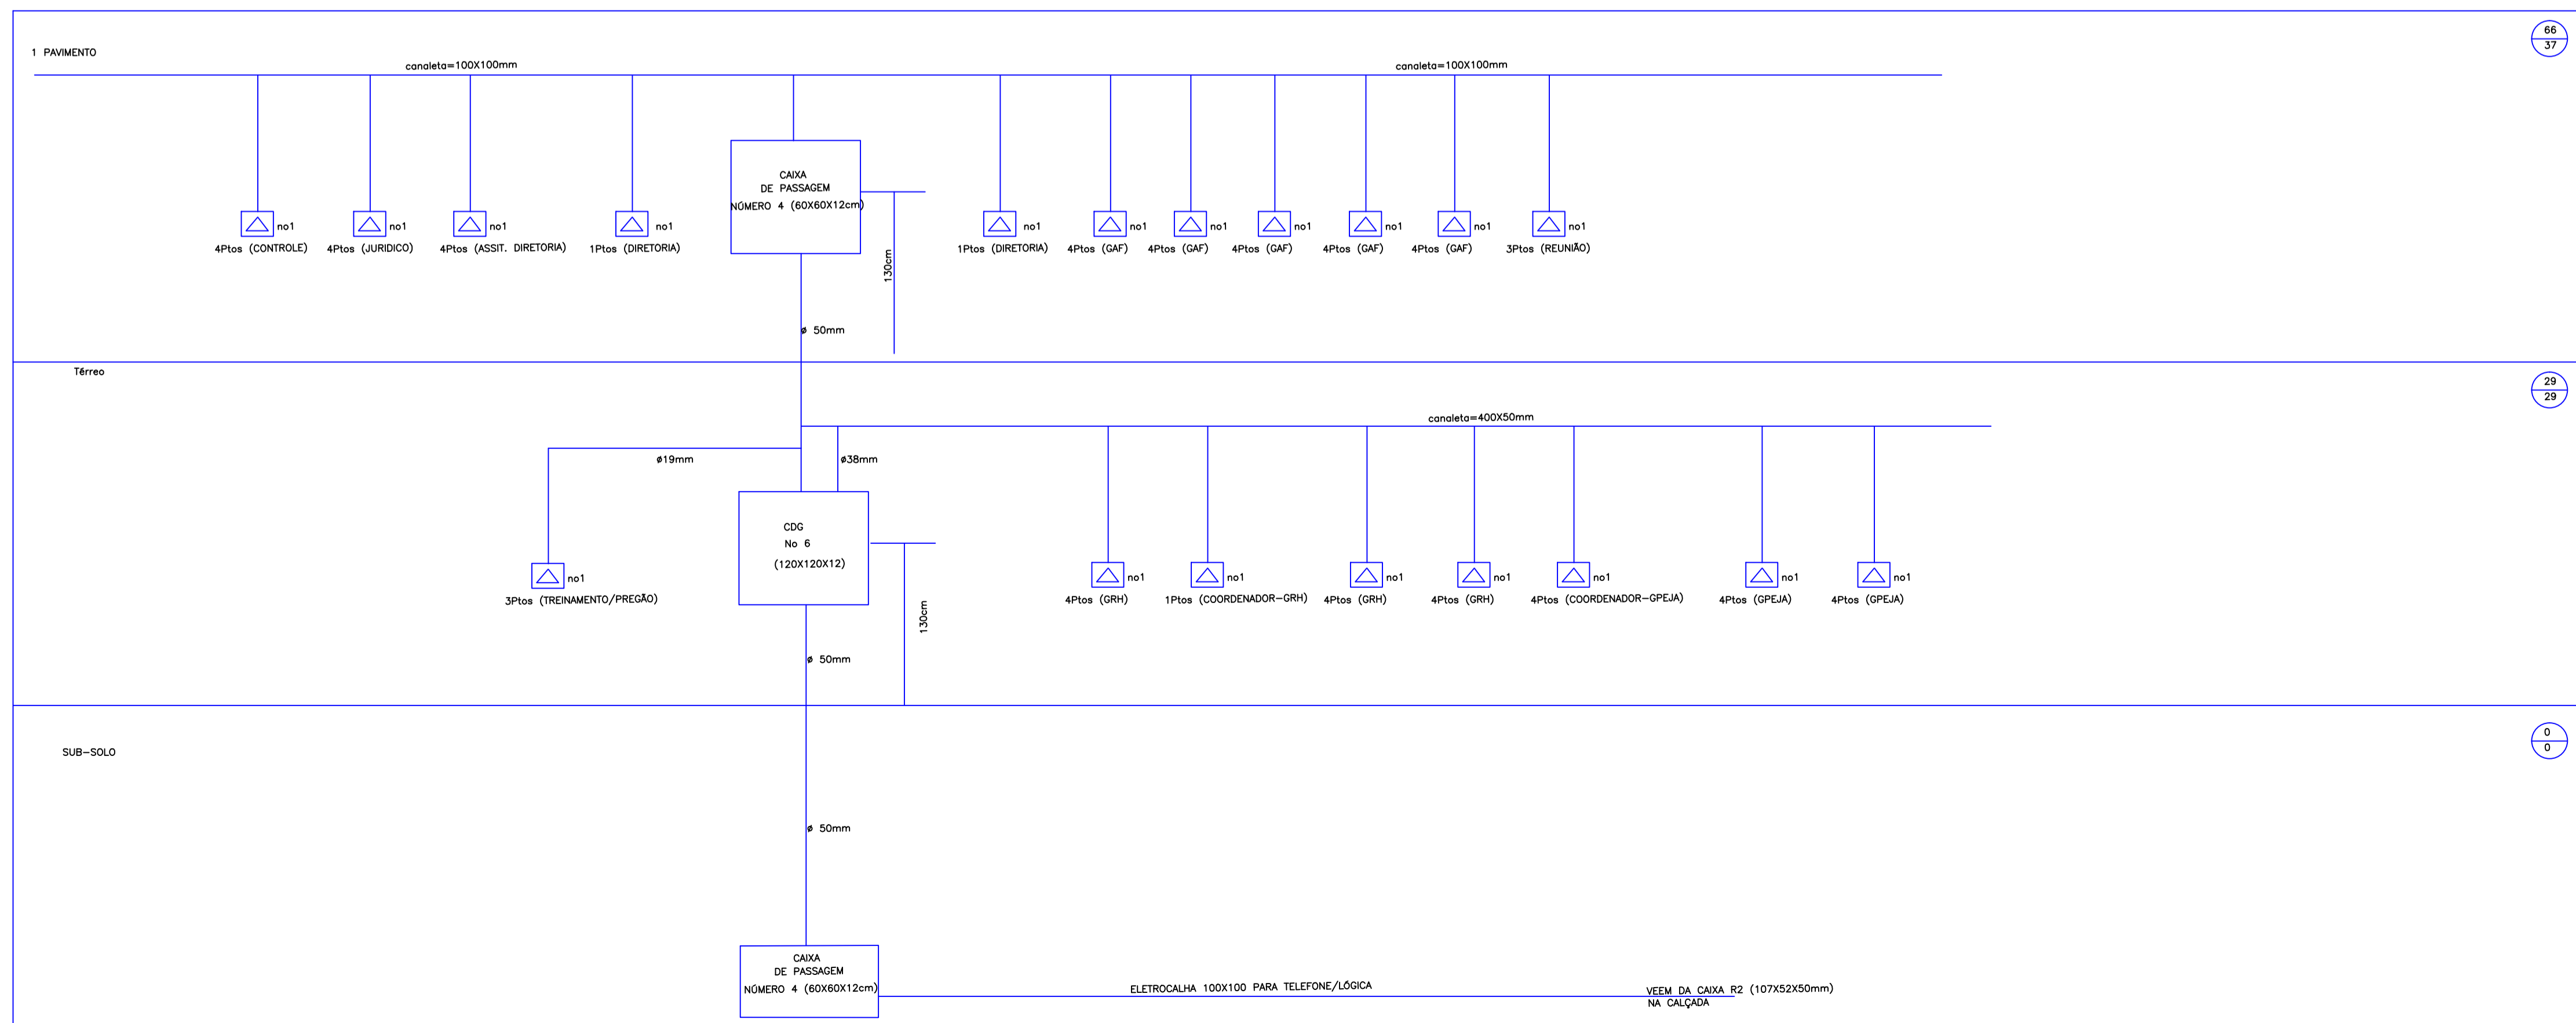 1 PAVIMENTO
canaleta=100X100mm
canaleta=100X100mm
66
37
CAIXA
DE PASSAGEM
NÚMERO 4 (60X60X12cm)
no1
no1
no1
no1
no1
no1
no1
no1
no1
no1
no1
4Ptos (CONTROLE)
4Ptos (JURIDICO)
4Ptos (ASSIT. DIRETORIA)
1Ptos (DIRETORIA)
1Ptos (DIRETORIA)
4Ptos (GAF)
4Ptos (GAF)
4Ptos (GAF)
4Ptos (GAF)
4Ptos (GAF)
3Ptos (REUNIÃO)
130cm
ø 50mm
Térreo
29
29
canaleta=400X50mm
ø19mm
ø38mm
CDG
No 6
(120X120X12)
no1
no1
no1
no1
no1
no1
no1
no1
3Ptos (TREINAMENTO/PREGÃO)
4Ptos (GRH)
1Ptos (COORDENADOR-GRH)
4Ptos (GRH)
4Ptos (GRH)
4Ptos (COORDENADOR-GPEJA)
4Ptos (GPEJA)
4Ptos (GPEJA)
130cm
ø 50mm
SUB-SOLO
0
0
ø 50mm
CAIXA
DE PASSAGEM
NÚMERO 4 (60X60X12cm)
ELETROCALHA 100X100 PARA TELEFONE/LÓGICA
VEEM DA CAIXA R2 (107X52X50mm)
NA CALÇADA